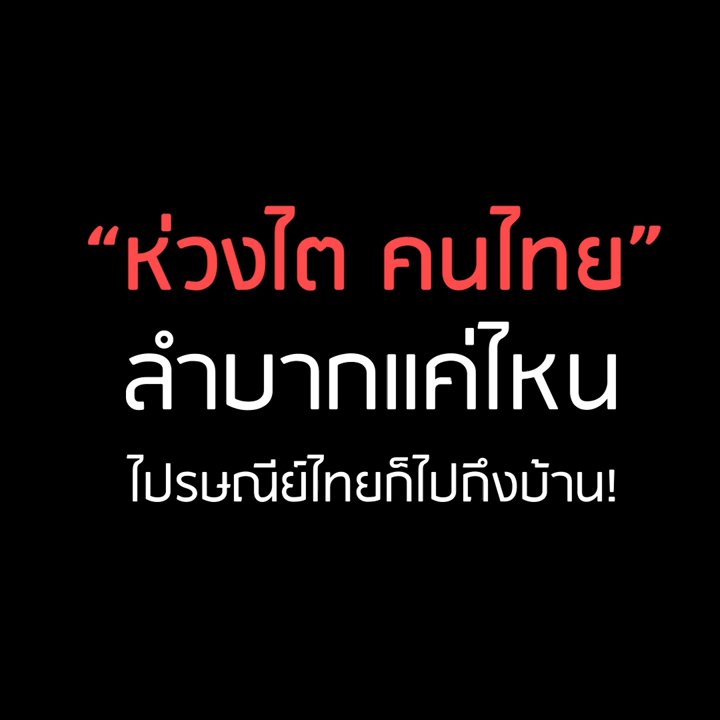 “ห่วงไต คนไทย”
ลำบากแค่ไหน
ไปรษณีย์ไทยก็ไปถึงบ้าน!